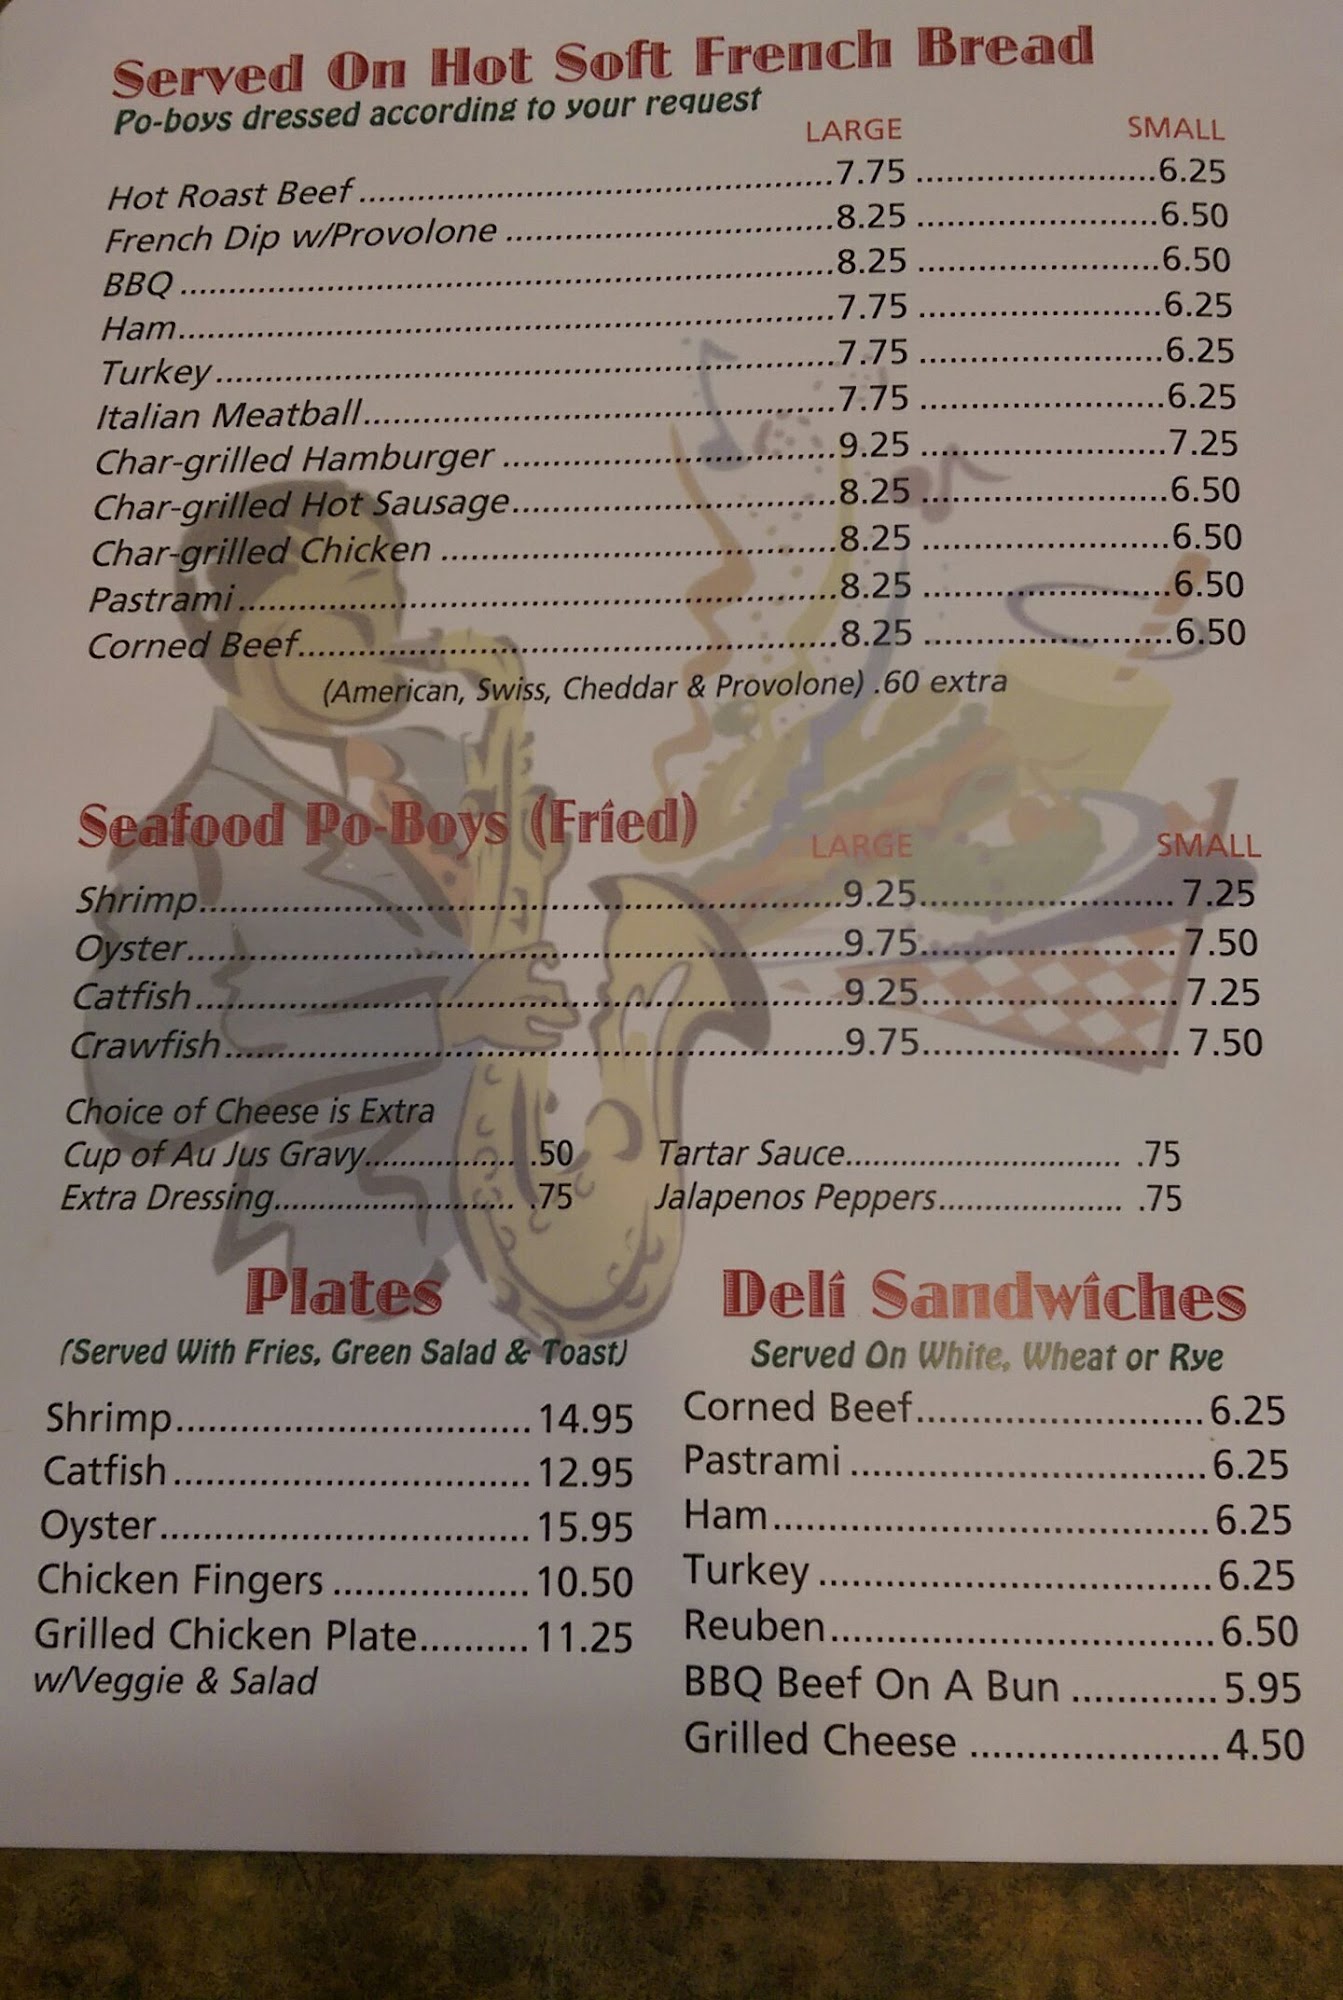 Served On Hot Soft French Bread
Po-boys dressed according to your request
LARGE SMALL
Hot Roast Beef 7.75 6.25
French Dip w/Provolone 8.25 6.50
BBQ 8.25 6.50
Ham 7.75 6.25
Turkey 7.75 6.25
Italian Meatball 7.75 6.25
Char-grilled Hamburger 9.25 7.25
Char-grilled Hot Sausage 8.25 6.50
Char-grilled Chicken 8.25 6.50
Pastrami 8.25 6.50
Corned Beef 8.25 6.50
(American, Swiss, Cheddar & Provolone) .60 extra
Seafood Po-Boys (Fried) LARGE SMALL
Shrimp 9.25 7.25
Oyster 9.75 7.50
Catfish 9.25 7.25
Crawfish 9.75 7.50
Choice of Cheese is Extra
Cup of Au Jus Gravy .50
Extra Dressing .75
Tartar Sauce .75
Jalapenos Peppers .75
Plates
(Served With Fries, Green Salad & Toast)
Shrimp 14.95
Catfish 12.95
Oyster 15.95
Chicken Fingers 10.50
Grilled Chicken Plate 11.25
w/Veggie & Salad
Deli Sandwiches
Served On White, Wheat or Rye
Corned Beef 6.25
Pastrami 6.25
Ham 6.25
Turkey 6.25
Reuben 6.50
BBQ Beef On A Bun 5.95
Grilled Cheese 4.50